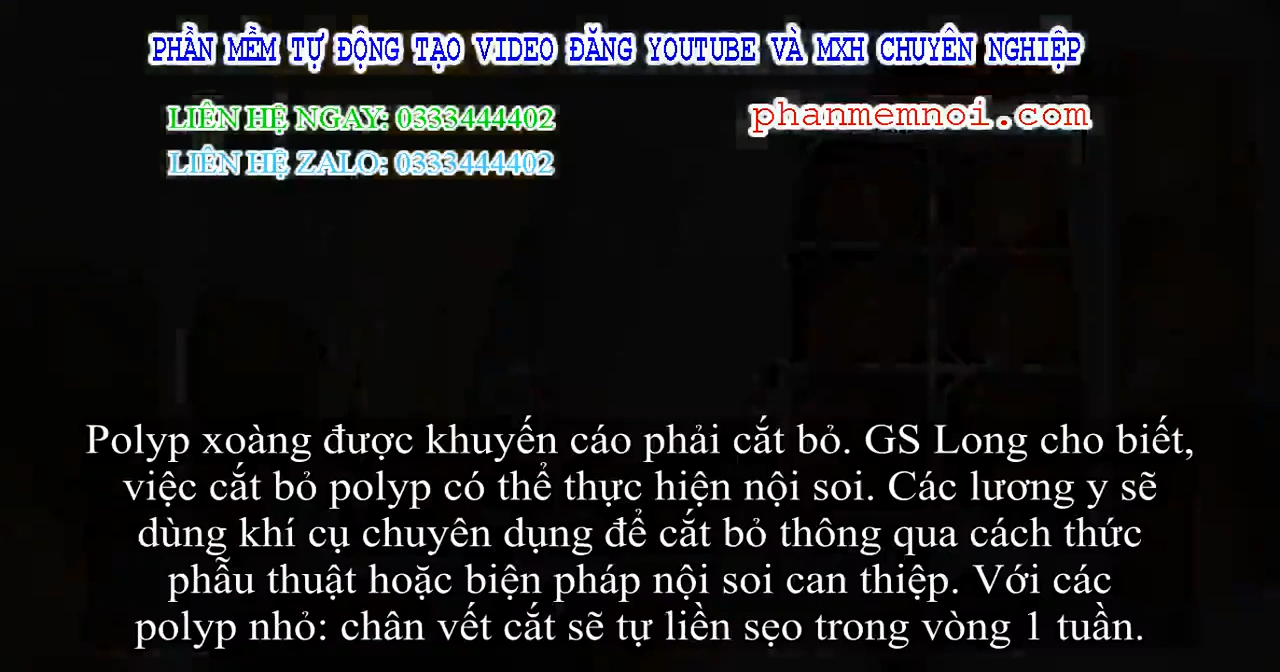 PHẦN MỀM TỰ ĐỘNG TẠO VIDEO ĐĂNG YOUTUBE VÀ MXH CHUYÊN NGHIỆP
LIÊN HỆ NGAY: 0333444402
phanmemnoi.com
LIÊN HỆ ZALO: 0333444402
Polyp xoàng được khuyến cáo phải cắt bỏ. GS Long cho biết,
việc cắt bỏ polyp có thể thực hiện nội soi. Các lương y sẽ
dùng khí cụ chuyên dụng để cắt bỏ thông qua cách thức
phẫu thuật hoặc biện pháp nội soi can thiệp. Với các
polyp nhỏ: chân vết cắt sẽ tự liền sẹo trong vòng 1 tuần.